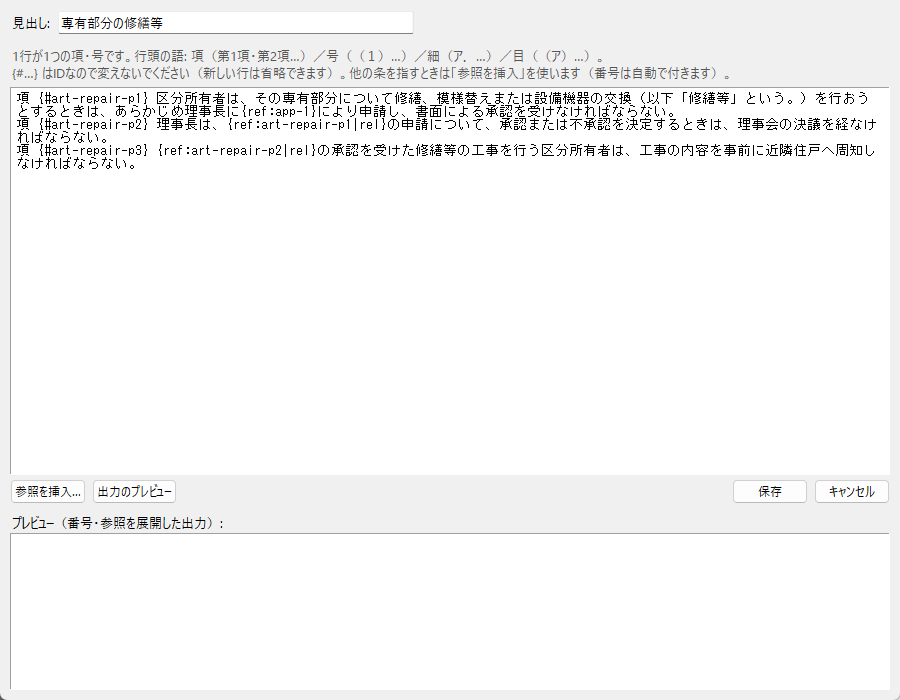 見出し: 専有部分の修繕等
1行が1つの項・号です。行頭の語: 項（第1項・第2項…）／号（（1）…）／細（ア．…）／目（（ア）…）。
{#…} はIDなので変えないでください（新しい行は省略できます）。他の条を指すときは「参照を挿入」を使います（番号は自動で付きます）。
項 {#art-repair-p1} 区分所有者は、その専有部分について修繕、模様替えまたは設備機器の交換（以下「修繕等」という。）を行おう
とするときは、あらかじめ理事長に{ref:app-1}により申請し、書面による承認を受けなければならない。
項 {#art-repair-p2} 理事長は、{ref:art-repair-p1|rel}の申請について、承認または不承認を決定するときは、理事会の決議を経なけ
ればならない。
項 {#art-repair-p3} {ref:art-repair-p2|rel}の承認を受けた修繕等の工事を行う区分所有者は、工事の内容を事前に近隣住戸へ周知し
なければならない。
参照を挿入... 出力のプレビュー 保存 キャンセル
プレビュー（番号・参照を展開した出力）: